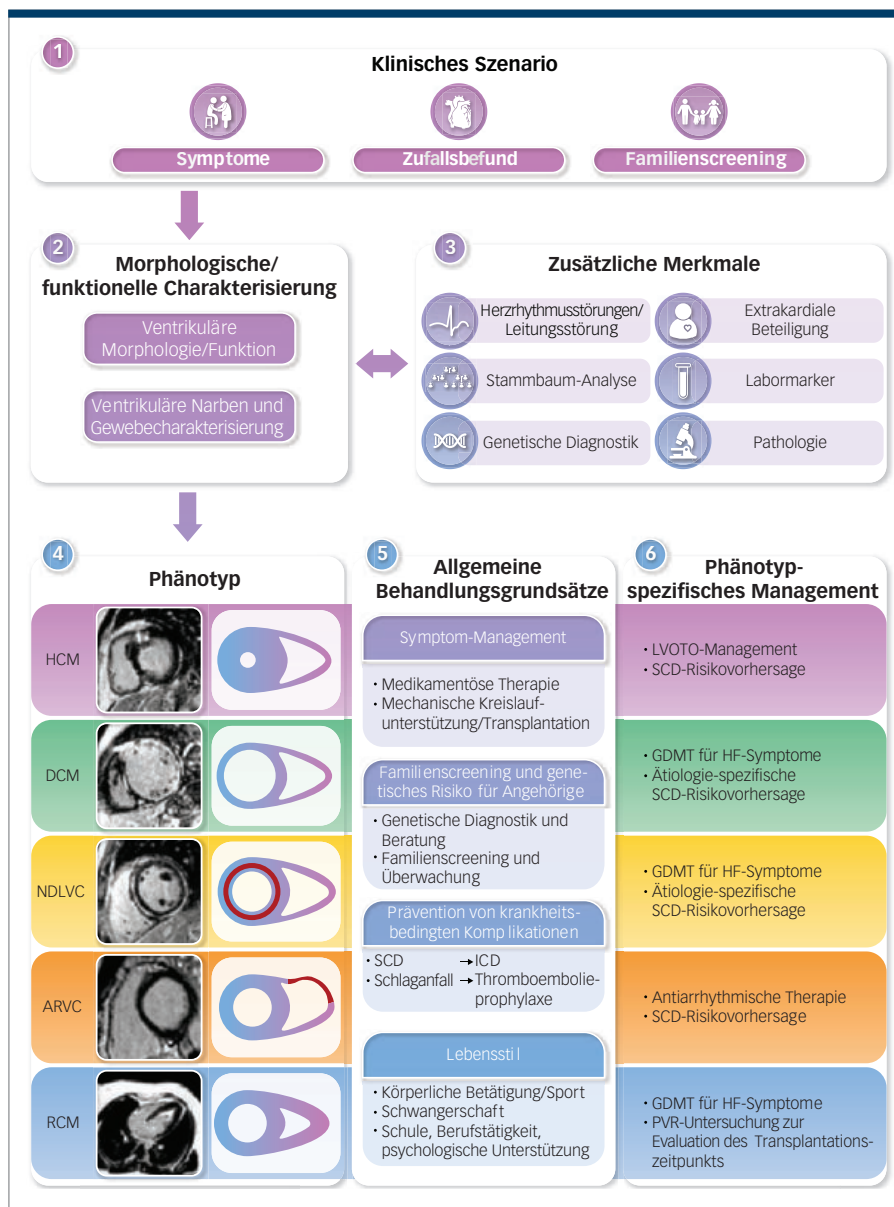 1
Klinisches Szenario
Symptome
Zufallsbefund
Familienscreening
2
Morphologische/
funktionelle Charakterisierung
Ventrikuläre
Morphologie/Funktion
Ventrikuläre Narben und
Gewebecharakterisierung
3
Zusätzliche Merkmale
Herzrhythmusstörungen/
Leitungsstörung
Extrakardiale
Beteiligung
Stammbaum-Analyse
Labormarker
Genetische Diagnostik
Pathologie
4
Phänotyp
HCM
DCM
NDLVC
ARVC
RCM
5
Allgemeine
Behandlungsgrundsätze
Symptom-Management
• Medikamentöse Therapie
• Mechanische Kreislauf-
unterstützung/Transplantation
Familienscreening und gene-
tisches Risiko für Angehörige
• Genetische Diagnostik und
Beratung
• Familienscreening und
Überwachung
Prävention von krankheits-
bedingten Komplikationen
• SCD → ICD
• Schlaganfall → Thromboembolie-
prophylaxe
Lebensstil
• Körperliche Betätigung/Sport
• Schwangerschaft
• Schule, Berufstätigkeit,
psychologische Unterstützung
6
Phänotyp-
spezifisches Management
• LVOTO-Management
• SCD-Risikovorhersage
• GDMT für HF-Symptome
• Ätiologie-spezifische
SCD-Risikovorhersage
• GDMT für HF-Symptome
• Ätiologie-spezifische
SCD-Risikovorhersage
• Antiarrhythmische Therapie
• SCD-Risikovorhersage
• GDMT für HF-Symptome
• PVR-Untersuchung zur
Evaluation des Transplantations-
zeitpunkts